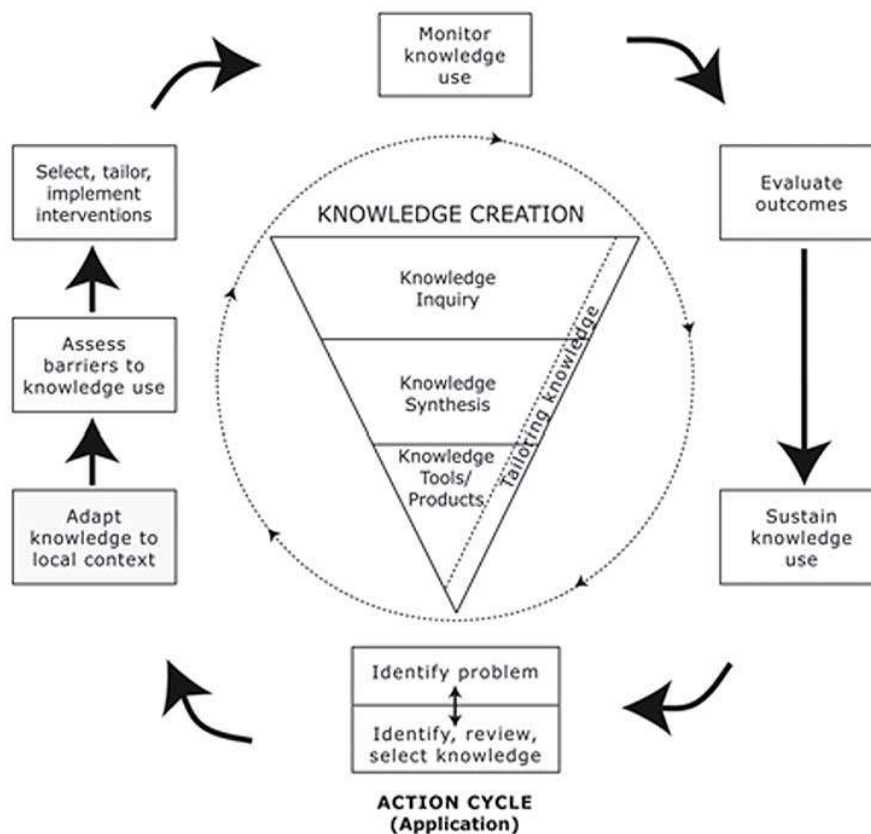 Monitor
knowledge
use
Select, tailor,
implement
interventions
Evaluate
outcomes
KNOWLEDGE CREATION
Knowledge
Inquiry
Assess
barriers to
knowledge use
Knowledge
Synthesis
Tailoring knowledge
Knowledge
Tools/
Products
Adapt
knowledge to
local context
Sustain
knowledge
use
Identify problem
Identify, review,
select knowledge
ACTION CYCLE
(Application)